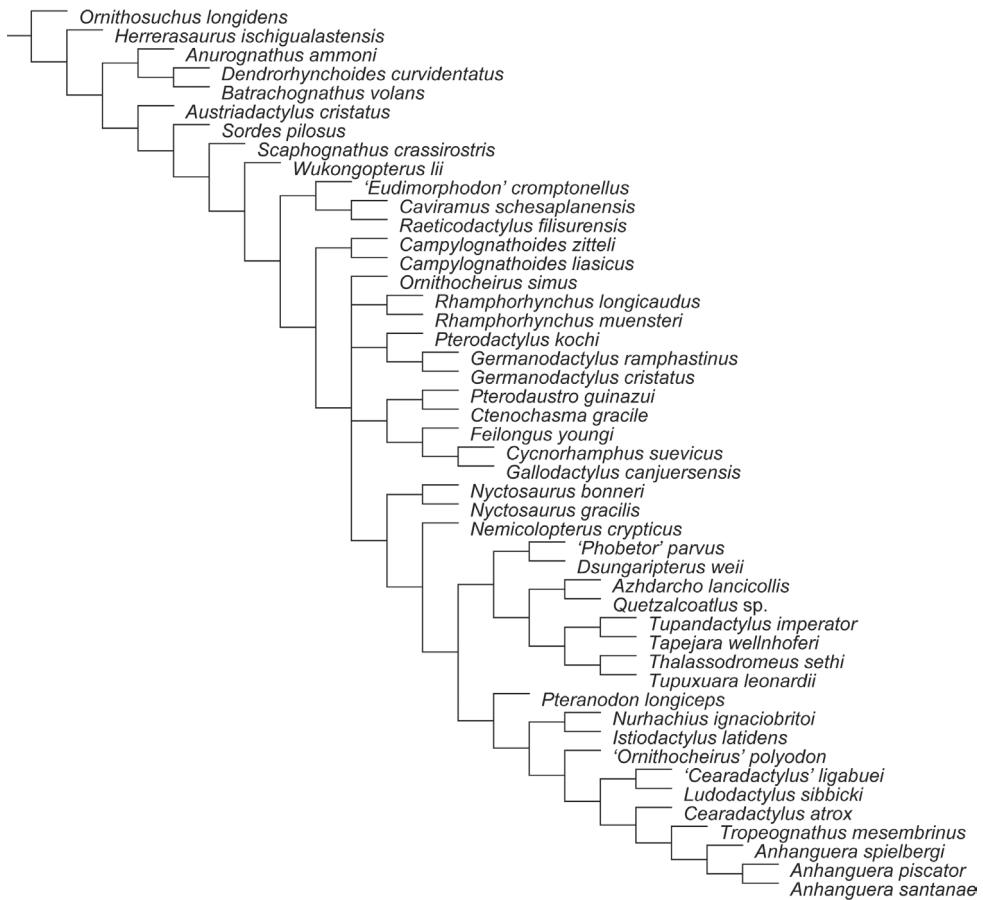 Ornithosuchus longidens
Herrerasaurus ischigualastensis
Anurognathus ammoni
Dendrorhynchoides curvidentatus
Batrachognathus volans
Austriadactylus cristatus
Sordes pilosus
Scaphognathus crassirostris
Wukongopterus lii
‘Eudimorphodon’ cromptonellus
Caviramus schesaplanensis
Raeticodactylus filisurensis
Campylognathoides zitteli
Campylognathoides liasicus
Ornithocheirus simus
Rhamphorhynchus longicaudus
Rhamphorhynchus muensteri
Pterodactylus kochi
Germanodactylus ramphastinus
Germanodactylus cristatus
Pterodaustro guinazui
Ctenochasma gracile
Feilongus youngi
Cycnorhamphus suevicus
Gallodactylus canjuersensis
Nyctosaurus bonneri
Nyctosaurus gracilis
Nemicolopterus crypticus
‘Phobetor’ parvus
Dsungaripterus weii
Azhdarcho lancicollis
Quetzalcoatlus sp.
Tupandactylus imperator
Tapejara wellnhoferi
Thalassodromeus sethi
Tupuxuara leonardii
Pteranodon longiceps
Nurhachius ignaciobritoi
Istiodactylus latidens
‘Ornithocheirus’ polyodon
‘Cearadactylus’ ligabuei
Ludodactylus sibbicki
Cearadactylus atrox
Tropeognathus mesembrinus
Anhanguera spielbergi
Anhanguera piscator
Anhanguera santanae